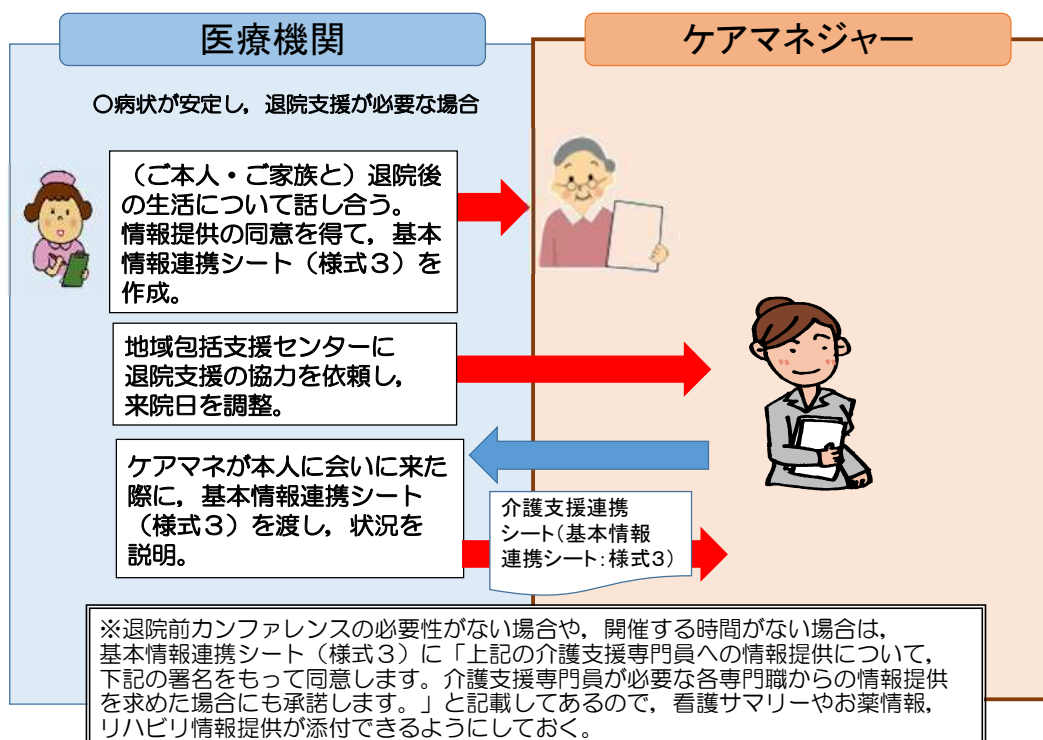 医療機関
ケアマネジャー
〇病状が安定し，退院支援が必要な場合
（ご本人・ご家族と）退院後
の生活について話し合う。
情報提供の同意を得て，基本
情報連携シート（様式３）を
作成。
地域包括支援センターに
退院支援の協力を依頼し，
来院日を調整。
ケアマネが本人に会いに来た
際に，基本情報連携シート
（様式３）を渡し，状況を
説明。
介護支援連携
シート(基本情報
連携シート:様式3)
※退院前カンファレンスの必要性がない場合や，開催する時間がない場合は，
基本情報連携シート（様式３）に「上記の介護支援専門員への情報提供について，
下記の署名をもって同意します。介護支援専門員が必要な各専門職からの情報提供
を求めた場合にも承諾します。」と記載してあるので，看護サマリーやお薬情報，
リハビリ情報提供が添付できるようにしておく。